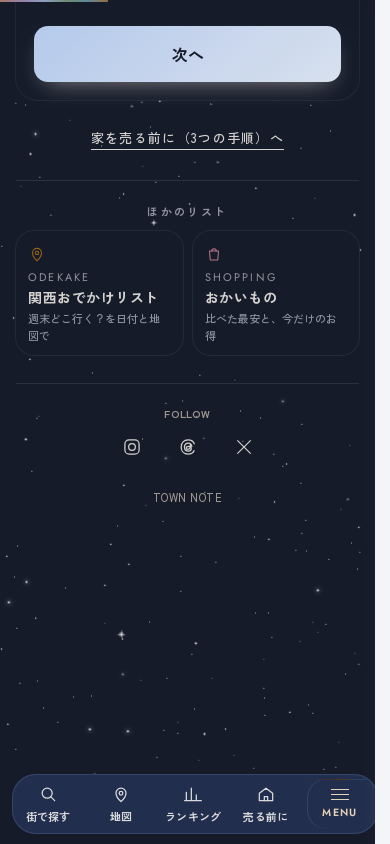 次へ
家を売る前に（3つの手順）へ
ほかのリスト
ODEKAKE
関西おでかけリスト
週末どこ行く？を日付と地
図で
SHOPPING
おかいもの
比べた最安と、今だけのお
得
FOLLOW
TOWN NOTE
街で探す
地図
ランキング
売る前に
MENU